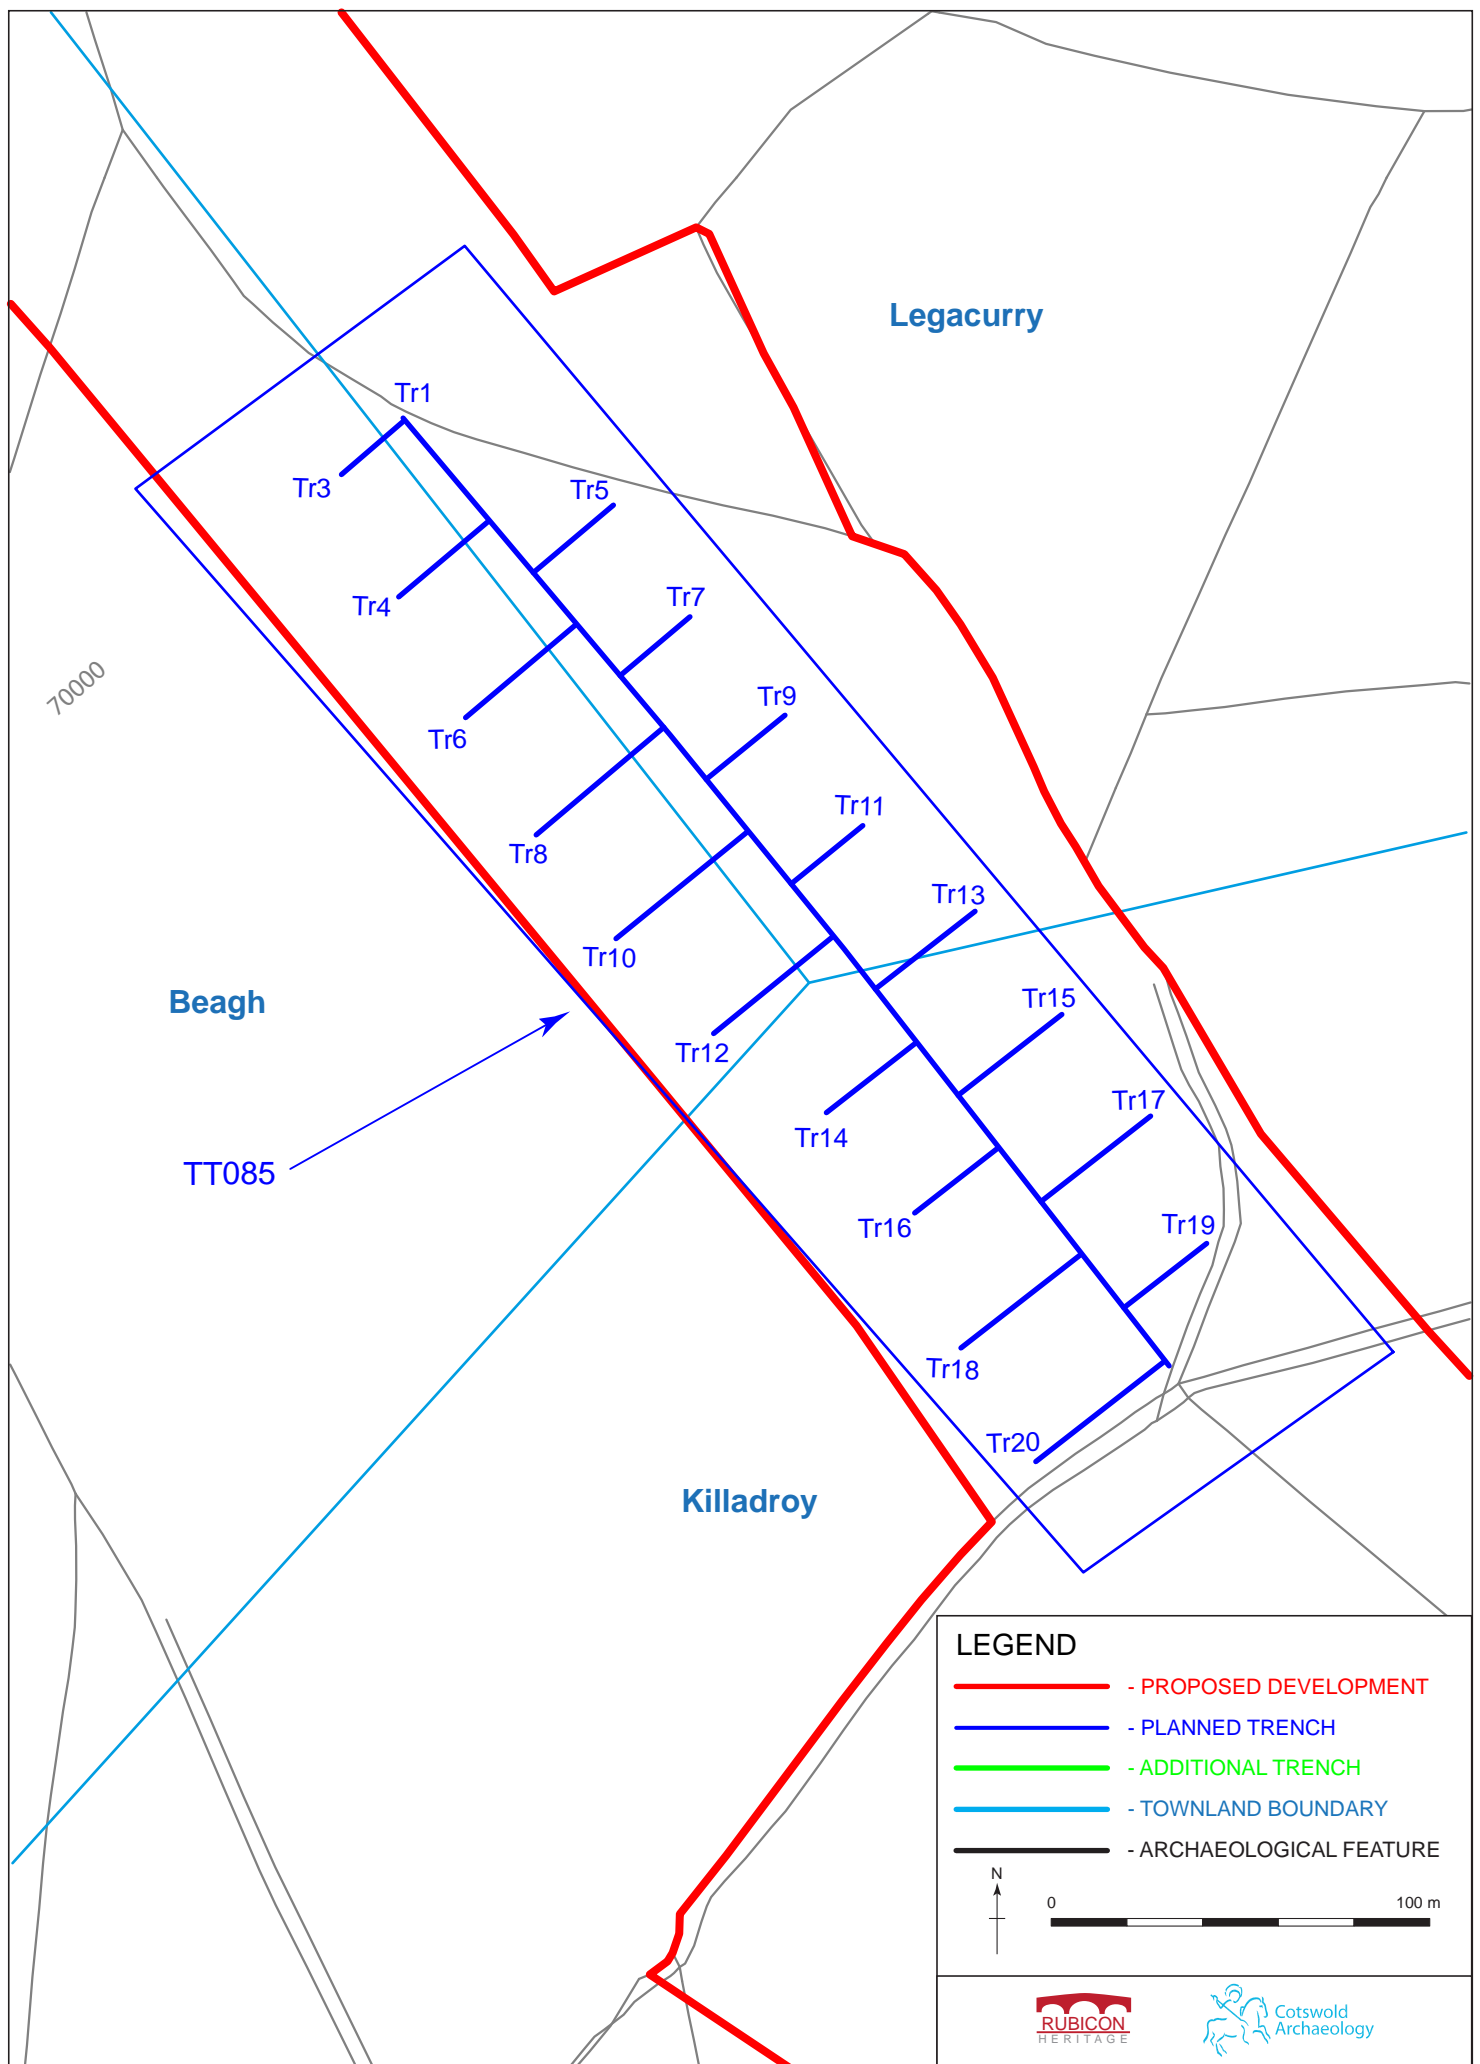 Legacurry
Tr1
Tr3
Tr5
Tr4
Tr7
70000
Tr9
Tr6
Tr11
Tr8
Tr13
Tr10
Beagh
Tr15
Tr12
Tr17
Tr14
TT085
Tr16
Tr19
Tr18
Tr20
Killadroy
LEGEND
- PROPOSED DEVELOPMENT
- PLANNED TRENCH
- ADDITIONAL TRENCH
- TOWNLAND BOUNDARY
- ARCHAEOLOGICAL FEATURE
N
0 100 m
RUBICON
HERITAGE
Cotswold
Archaeology